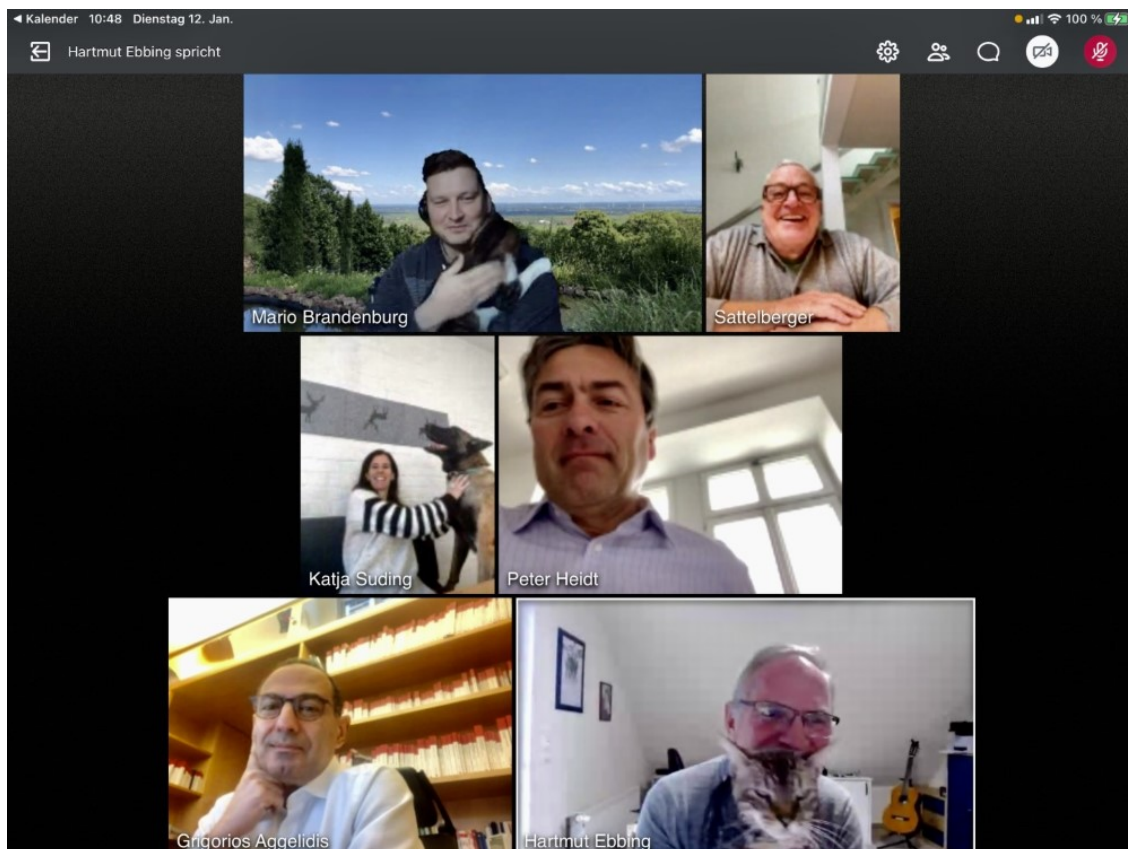 ◀ Kalender 10:48 Dienstag 12. Jan. 100 %
Hartmut Ebbing spricht
Mario Brandenburg
Sattelberger
Katja Suding
Peter Heidt
Grigorios Aggelidis
Hartmut Ebbing